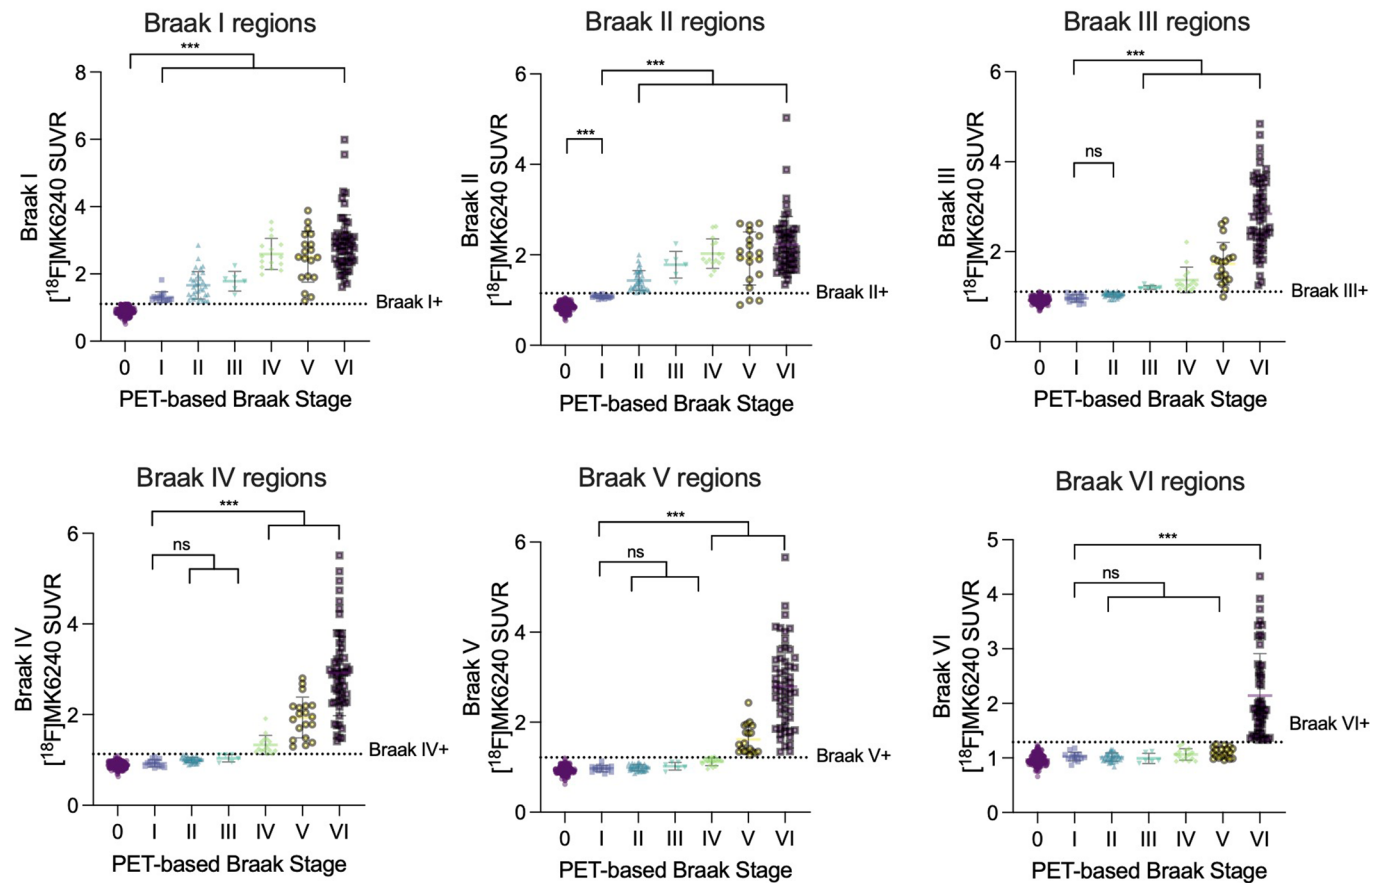 Braak I regions
***
Braak I
[¹⁸F]MK6240 SUVR
8
6
4
2
0
Braak I+
0 I II III IV V VI
PET-based Braak Stage
Braak II regions
***
***
Braak II
[¹⁸F]MK6240 SUVR
6
4
2
0
Braak II+
0 I II III IV V VI
PET-based Braak Stage
Braak III regions
***
ns
Braak III
[¹⁸F]MK6240 SUVR
6
4
2
0
Braak III+
0 I II III IV V VI
PET-based Braak Stage
Braak IV regions
***
ns
Braak IV
[¹⁸F]MK6240 SUVR
6
4
2
0
Braak IV+
0 I II III IV V VI
PET-based Braak Stage
Braak V regions
***
ns
Braak V
[¹⁸F]MK6240 SUVR
6
4
2
0
Braak V+
0 I II III IV V VI
PET-based Braak Stage
Braak VI regions
***
ns
Braak VI
[¹⁸F]MK6240 SUVR
5
4
3
2
1
0
Braak VI+
0 I II III IV V VI
PET-based Braak Stage